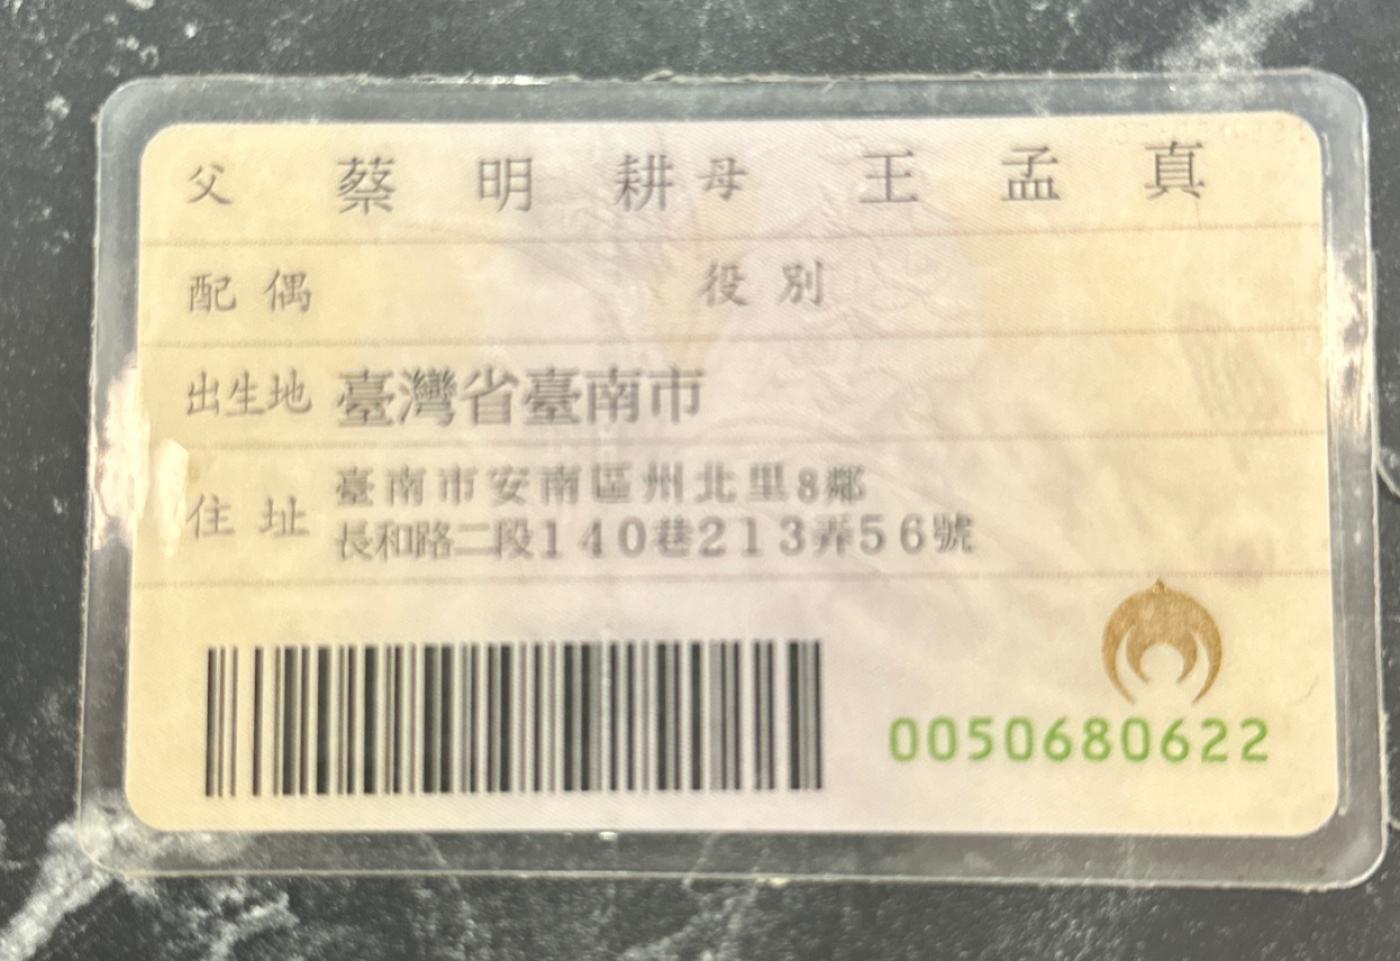 父 蔡明耕 母 王孟真
配偶 役別
出生地 臺灣省臺南市
住址 臺南市安南區州北里8鄰
長和路二段140巷213弄56號
0050680622